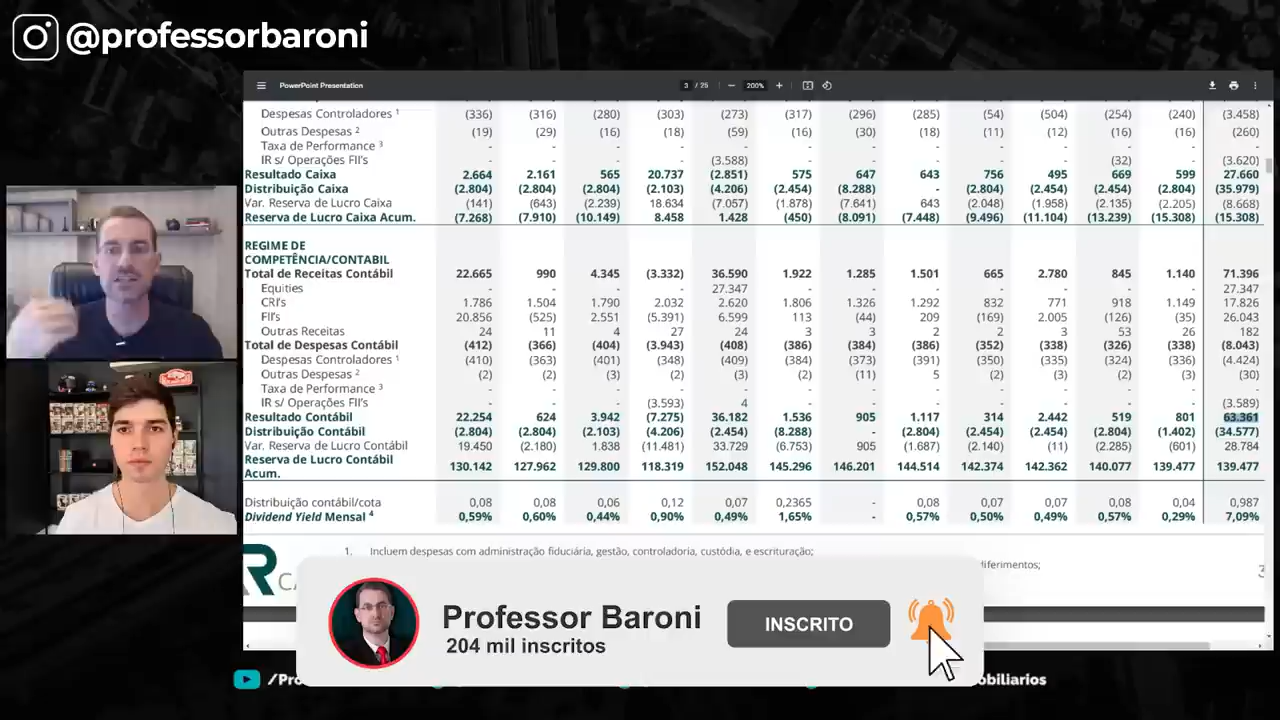 @professorbaroni
PowerPoint Presentation 3 / 25 200%
Despesas Controladores 1 (336) (316) (280) (303) (273) (317) (296) (285) (54) (504) (254) (240) (3.458)
Outras Despesas 2 (19) (29) (16) (18) (59) (16) (30) (18) (11) (12) (16) (16) (260)
Taxa de Performance 3 - - - - - - - - - - - - -
IR s/ Operações FII's - - - - (3.588) - - - - - (32) - (3.620)
Resultado Caixa 2.664 2.161 565 20.737 (2.851) 575 647 643 756 495 669 599 27.660
Distribuição Caixa (2.804) (2.804) (2.804) (2.103) (4.206) (2.454) (8.288) - (2.804) (2.454) (2.454) (2.804) (35.979)
Var. Reserva de Lucro Caixa (141) (643) (2.239) 18.634 (7.057) (1.878) (7.641) 643 (2.048) (1.958) (2.135) (2.205) (8.668)
Reserva de Lucro Caixa Acum. (7.268) (7.910) (10.149) 8.458 1.428 (450) (8.091) (7.448) (9.496) (11.104) (13.239) (15.308) (15.308)
REGIME DE
COMPETÊNCIA/CONTABIL
Total de Receitas Contábil 22.665 990 4.345 (3.332) 36.590 1.922 1.285 1.501 665 2.780 845 1.140 71.396
Equities - - - - 27.347 - - - - - - - 27.347
CRI's 1.786 1.504 1.790 2.032 2.620 1.806 1.326 1.292 832 771 918 1.149 17.826
FII's 20.856 (525) 2.551 (5.391) 6.599 113 (44) 209 (169) 2.005 (126) (35) 26.043
Outras Receitas 24 11 4 27 24 3 3 2 2 3 53 26 182
Total de Despesas Contábil (412) (366) (404) (3.943) (408) (386) (384) (386) (352) (338) (326) (338) (8.043)
Despesas Controladores 1 (410) (363) (401) (348) (409) (384) (373) (391) (350) (335) (324) (336) (4.424)
Outras Despesas 2 (2) (2) (3) (2) (3) (2) (11) 5 (2) (3) (2) (3) (30)
Taxa de Performance 3 - - - - - - - - - - - - -
IR s/ Operações FII's - - - (3.593) 4 - - - - - - - (3.589)
Resultado Contábil 22.254 624 3.942 (7.275) 36.182 1.536 905 1.117 314 2.442 519 801 63.361
Distribuição Contábil (2.804) (2.804) (2.103) (4.206) (2.454) (8.288) - (2.804) (2.454) (2.454) (2.804) (1.402) (34.577)
Var. Reserva de Lucro Contábil 19.450 (2.180) 1.838 (11.481) 33.729 (6.753) 905 (1.687) (2.140) (11) (2.285) (601) 28.784
Reserva de Lucro Contábil
Acum. 130.142 127.962 129.800 118.319 152.048 145.296 146.201 144.514 142.374 142.362 140.077 139.477 139.477
Distribuição contábil/cota 0,08 0,08 0,06 0,12 0,07 0,2365 - 0,08 0,07 0,07 0,08 0,04 0,987
Dividend Yield Mensal 4 0,59% 0,60% 0,44% 0,90% 0,49% 1,65% - 0,57% 0,50% 0,49% 0,57% 0,29% 7,09%
1. Incluem despesas com administração fiduciária, gestão, controladoria, custódia, e escrituração;
diferimentos;
Professor Baroni
204 mil inscritos
INSCRITO
/Pro
obiliarios